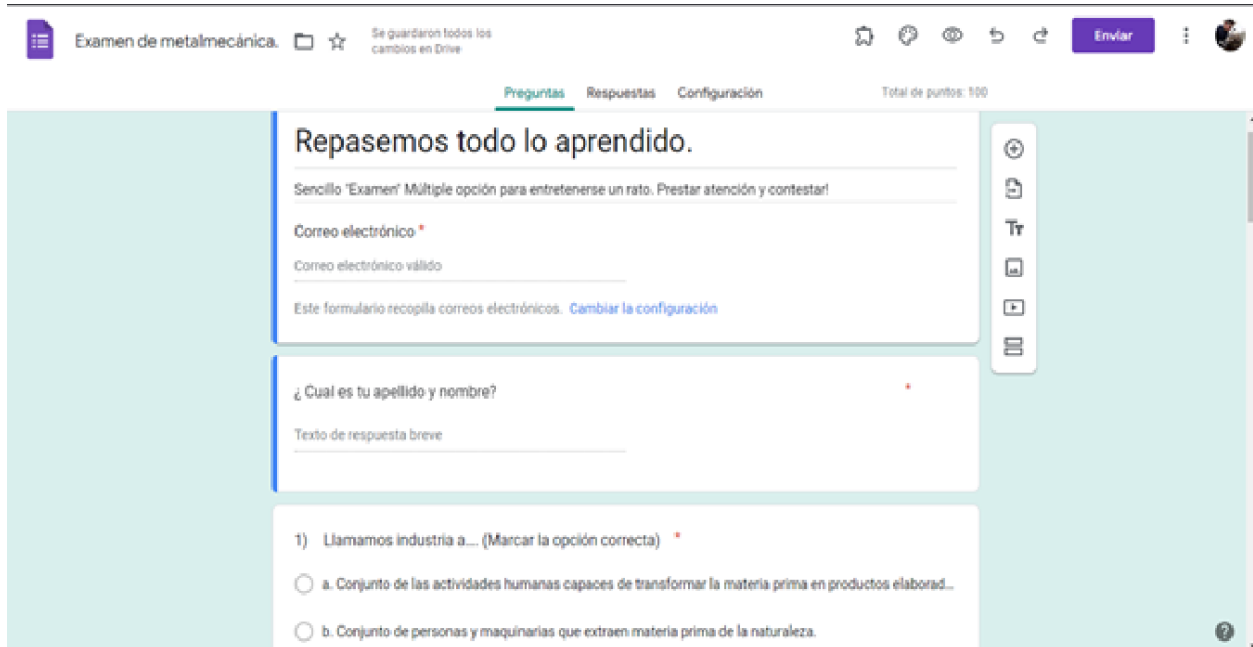 Examen de metalmecánica.
Se guardaron todos los
cambios en Drive
Enviar
Preguntas Respuestas Configuración Total de puntos: 100
Repasemos todo lo aprendido.
Sencillo "Examen" Múltiple opción para entretenerse un rato. Prestar atención y contestar!
Correo electrónico *
Correo electrónico válido
Este formulario recopila correos electrónicos. Cambiar la configuración
¿ Cual es tu apellido y nombre? *
Texto de respuesta breve
1) Llamamos industria a.... (Marcar la opción correcta) *
a. Conjunto de las actividades humanas capaces de transformar la materia prima en productos elaborad...
b. Conjunto de personas y maquinarias que extraen materia prima de la naturaleza.